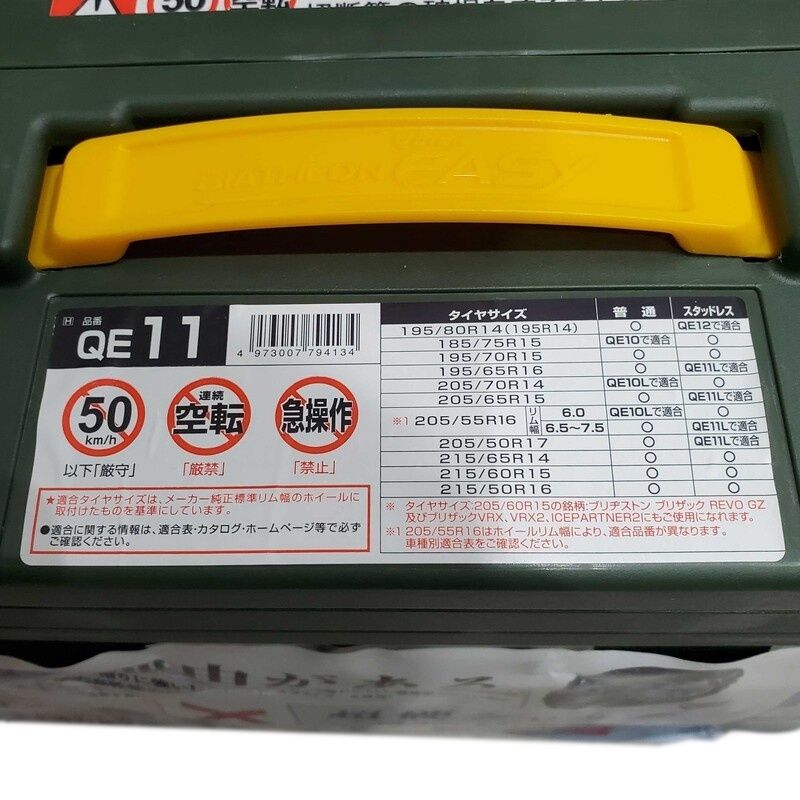 50 空転
BIATHLON EASY
H 品番
QE11
4 973007 794134
50
km/h
以下「厳守」
連続
空転
「厳禁」
急操作
「禁止」
★適合タイヤサイズは、メーカー純正標準リム幅のホイールに
取付けたものを基準にしています。
●適合に関する情報は、適合表・カタログ・ホームページ等で必ず
ご確認ください。
タイヤサイズ 普通 スタッドレス
195/80R14(195R14) ○ QE12で適合
185/75R15 QE10で適合 ○
195/70R15 ○ ○
195/65R16 ○ QE11Lで適合
205/70R14 QE10Lで適合 ○
205/65R15 ○ QE11Lで適合
※1 205/55R16 リム幅 6.0 QE10Lで適合 ○
6.5~7.5 ○ QE11Lで適合
205/50R17 ○ QE11Lで適合
215/65R14 ○ ○
215/60R15 ○ ○
215/50R16 ○ ○
※ タイヤサイズ:205/60R15の銘柄:ブリヂストン ブリザック REVO GZ
及びブリザックVRX、VRX2、ICEPARTNER2にもご使用になれます。
※1 205/55R16はホイールリム幅により、適合品番が異なります。
車種別適合表をご確認ください。